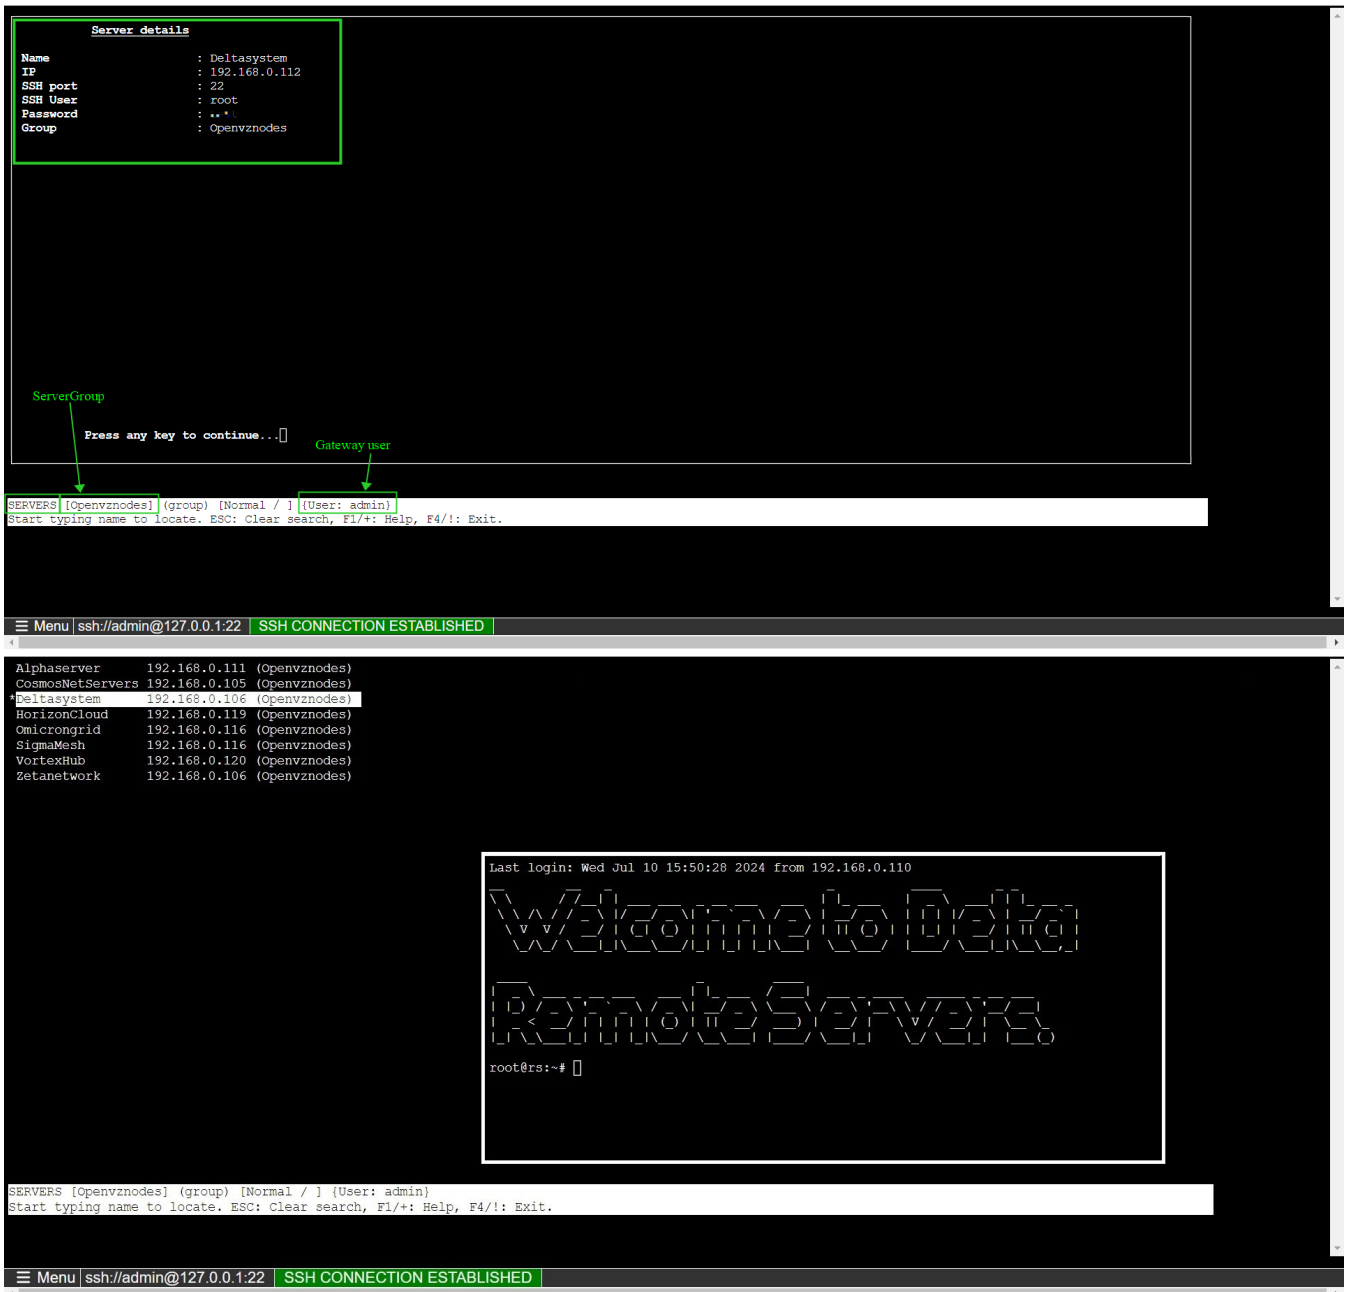 Server details
Name : Deltasystem
IP : 192.168.0.112
SSH port : 22
SSH User : root
Password :
Group : Openvznodes
ServerGroup
Press any key to continue...
Gateway user
SERVERS [Openvznodes] (group) [Normal / ] {User: admin}
Start typing name to locate. ESC: Clear search, F1/+: Help, F4/!: Exit.
☰ Menu ssh://admin@127.0.0.1:22 SSH CONNECTION ESTABLISHED
Alphaserver 192.168.0.111 (Openvznodes)
CosmosNetServers 192.168.0.105 (Openvznodes)
*Deltasystem 192.168.0.106 (Openvznodes)
HorizonCloud 192.168.0.119 (Openvznodes)
Omicrongrid 192.168.0.116 (Openvznodes)
SigmaMesh 192.168.0.116 (Openvznodes)
VortexHub 192.168.0.120 (Openvznodes)
Zetanetwork 192.168.0.106 (Openvznodes)
Last login: Wed Jul 10 15:50:28 2024 from 192.168.0.110
Welcome to Delta
Remote Servers.
root@rs:~#
SERVERS [Openvznodes] (group) [Normal / ] {User: admin}
Start typing name to locate. ESC: Clear search, F1/+: Help, F4/!: Exit.
☰ Menu ssh://admin@127.0.0.1:22 SSH CONNECTION ESTABLISHED